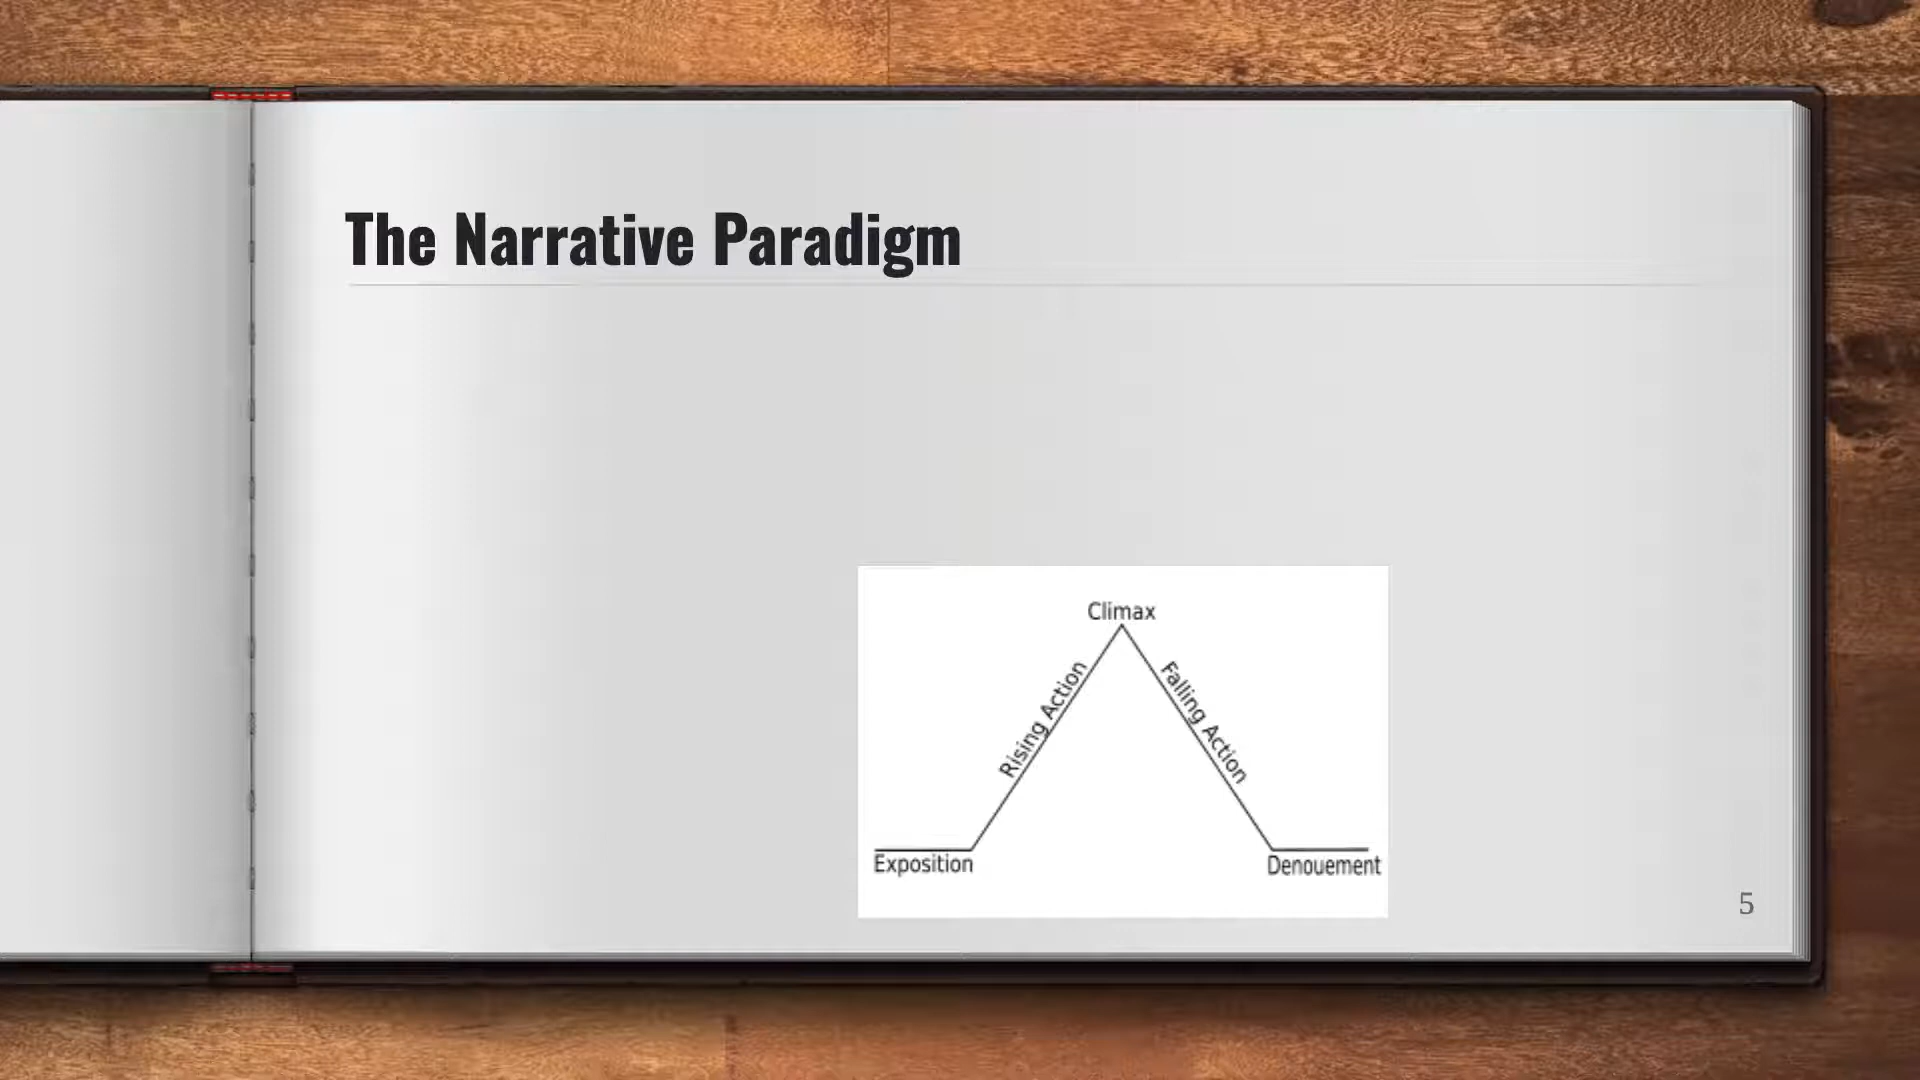 The Narrative Paradigm
Climax
Rising Action
Falling Action
Exposition
Denouement
5